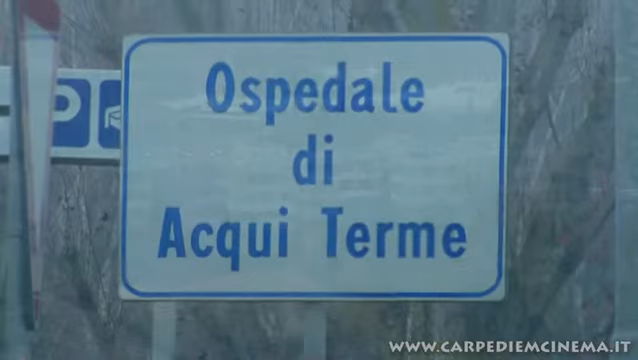 Ospedale
di
Acqui Terme
P
WWW.CARPEDIEMCINEMA.IT